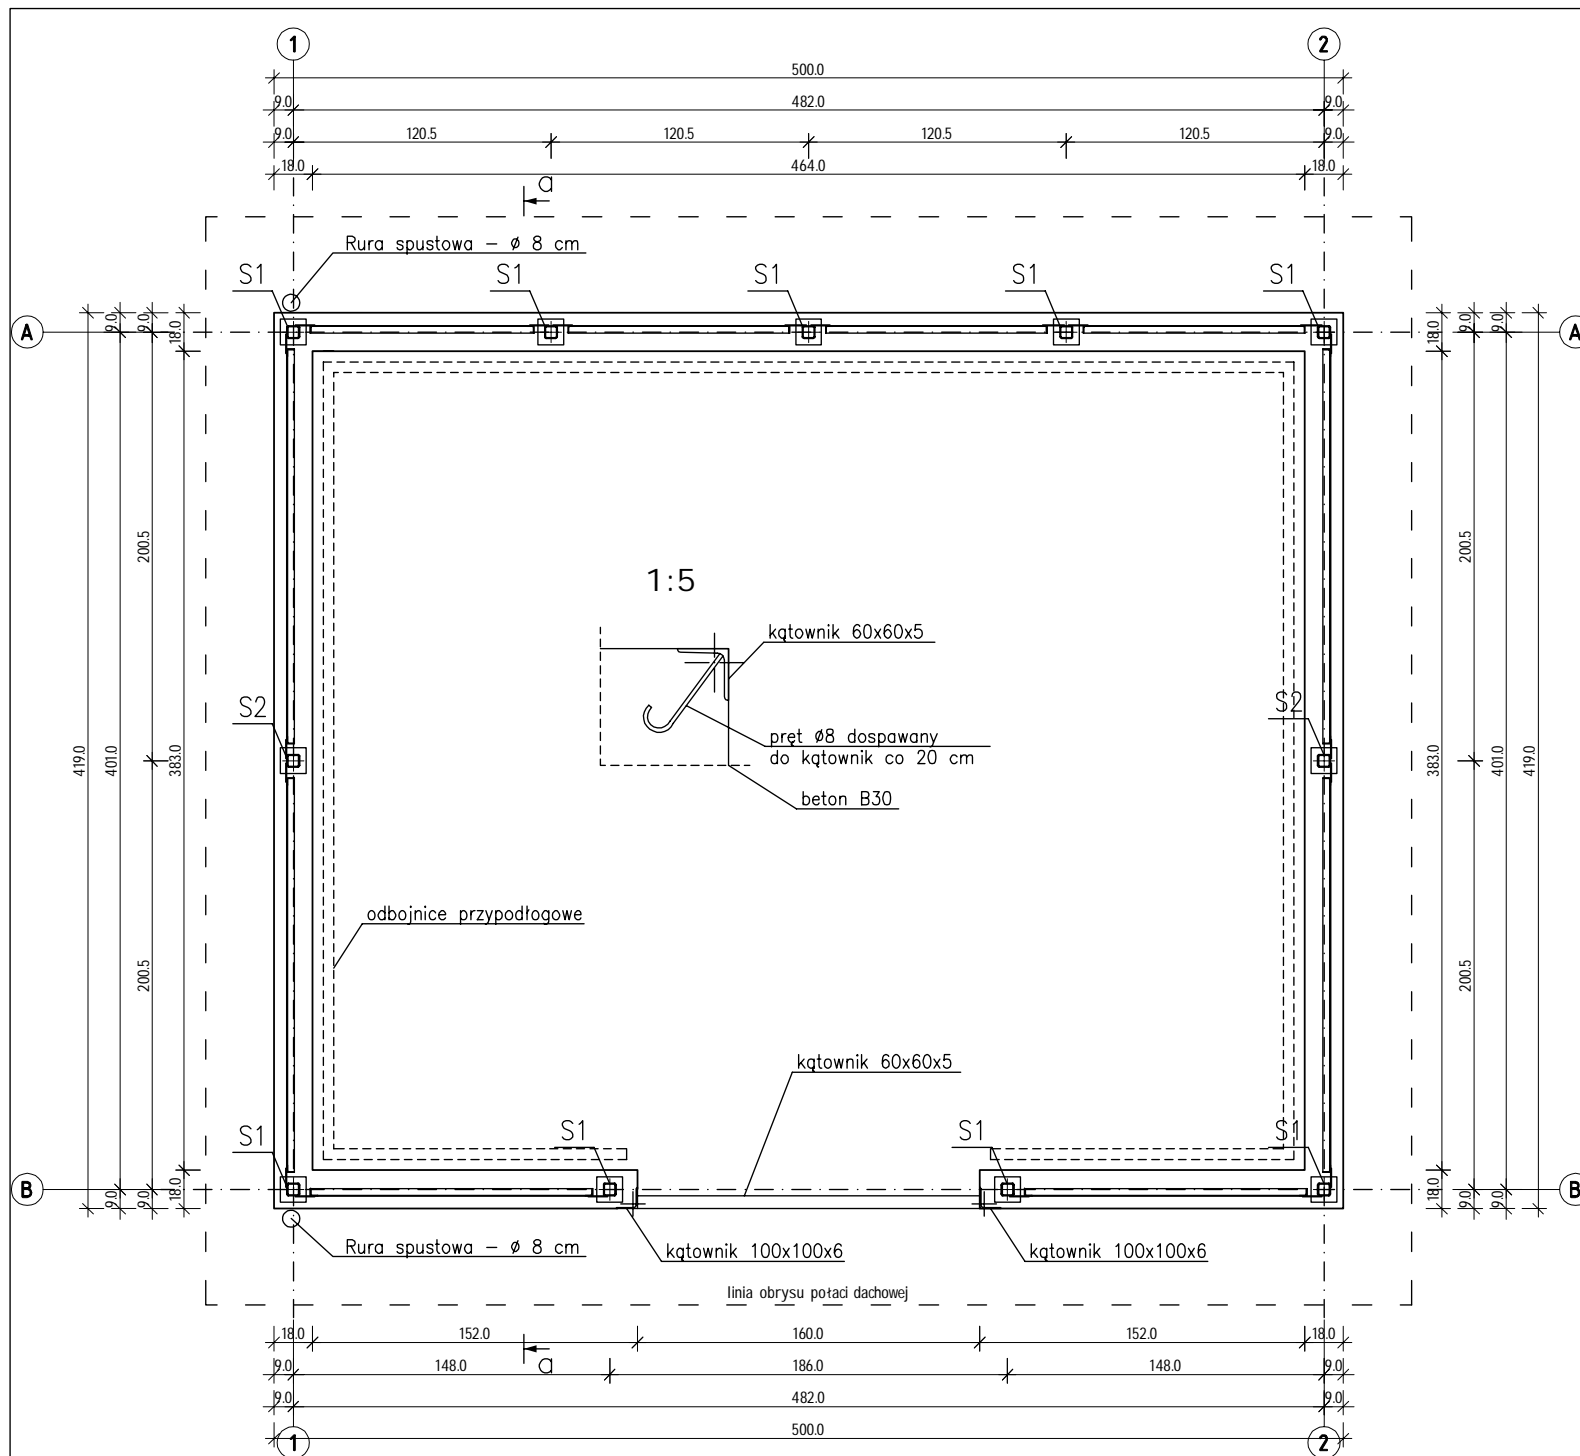 1
2
500.0
9.0
482.0
9.0
9.0
120.5
120.5
120.5
120.5
9.0
18.0
464.0
18.0
a
Rura spustowa – ø 8 cm
S1
S1
S1
S1
S1
A
A
419.0
401.0
9.0
9.0
9.0
9.0
200.5
200.5
18.0
383.0
18.0
18.0
383.0
18.0
9.0
9.0
200.5
200.5
9.0
9.0
401.0
419.0
1:5
kątownik 60x60x5
pręt ø8 dospawany
do kątownik co 20 cm
beton B30
S2
S2
odbojnice przypodłogowe
kątownik 60x60x5
S1
S1
S1
S1
B
B
Rura spustowa – ø 8 cm
kątownik 100x100x6
kątownik 100x100x6
linia obrysu połaci dachowej
18.0
152.0
160.0
152.0
18.0
a
9.0
148.0
186.0
148.0
9.0
9.0
482.0
9.0
500.0
1
2